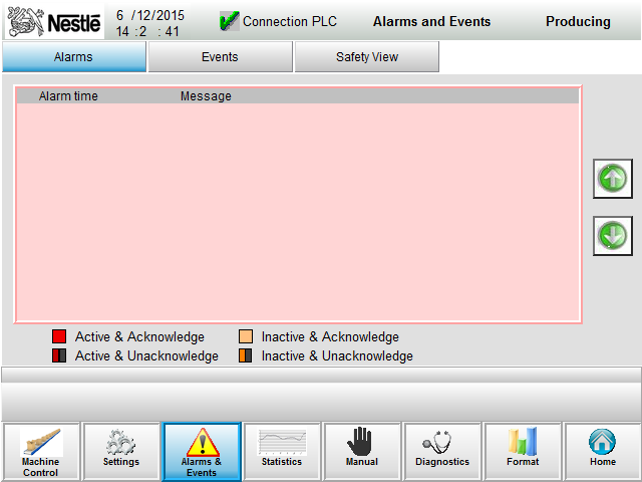 Nestlē
6 /12/2015
14 :2 : 41
Connection PLC
Alarms and Events
Producing
Alarms
Events
Safety View
Alarm time
Message
Active & Acknowledge
Inactive & Acknowledge
Active & Unacknowledge
Inactive & Unacknowledge
Machine
Control
Settings
Alarms &
Events
Statistics
Manual
Diagnostics
Format
Home